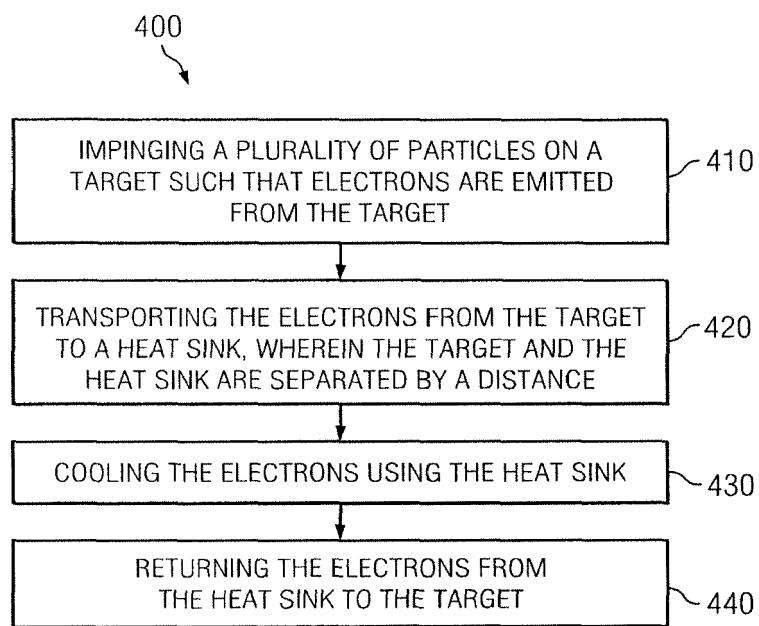 400
IMPINGING A PLURALITY OF PARTICLES ON A
TARGET SUCH THAT ELECTRONS ARE EMITTED
FROM THE TARGET
410
TRANSPORTING THE ELECTRONS FROM THE TARGET
TO A HEAT SINK, WHEREIN THE TARGET AND THE
HEAT SINK ARE SEPARATED BY A DISTANCE
420
COOLING THE ELECTRONS USING THE HEAT SINK
430
RETURNING THE ELECTRONS FROM
THE HEAT SINK TO THE TARGET
440